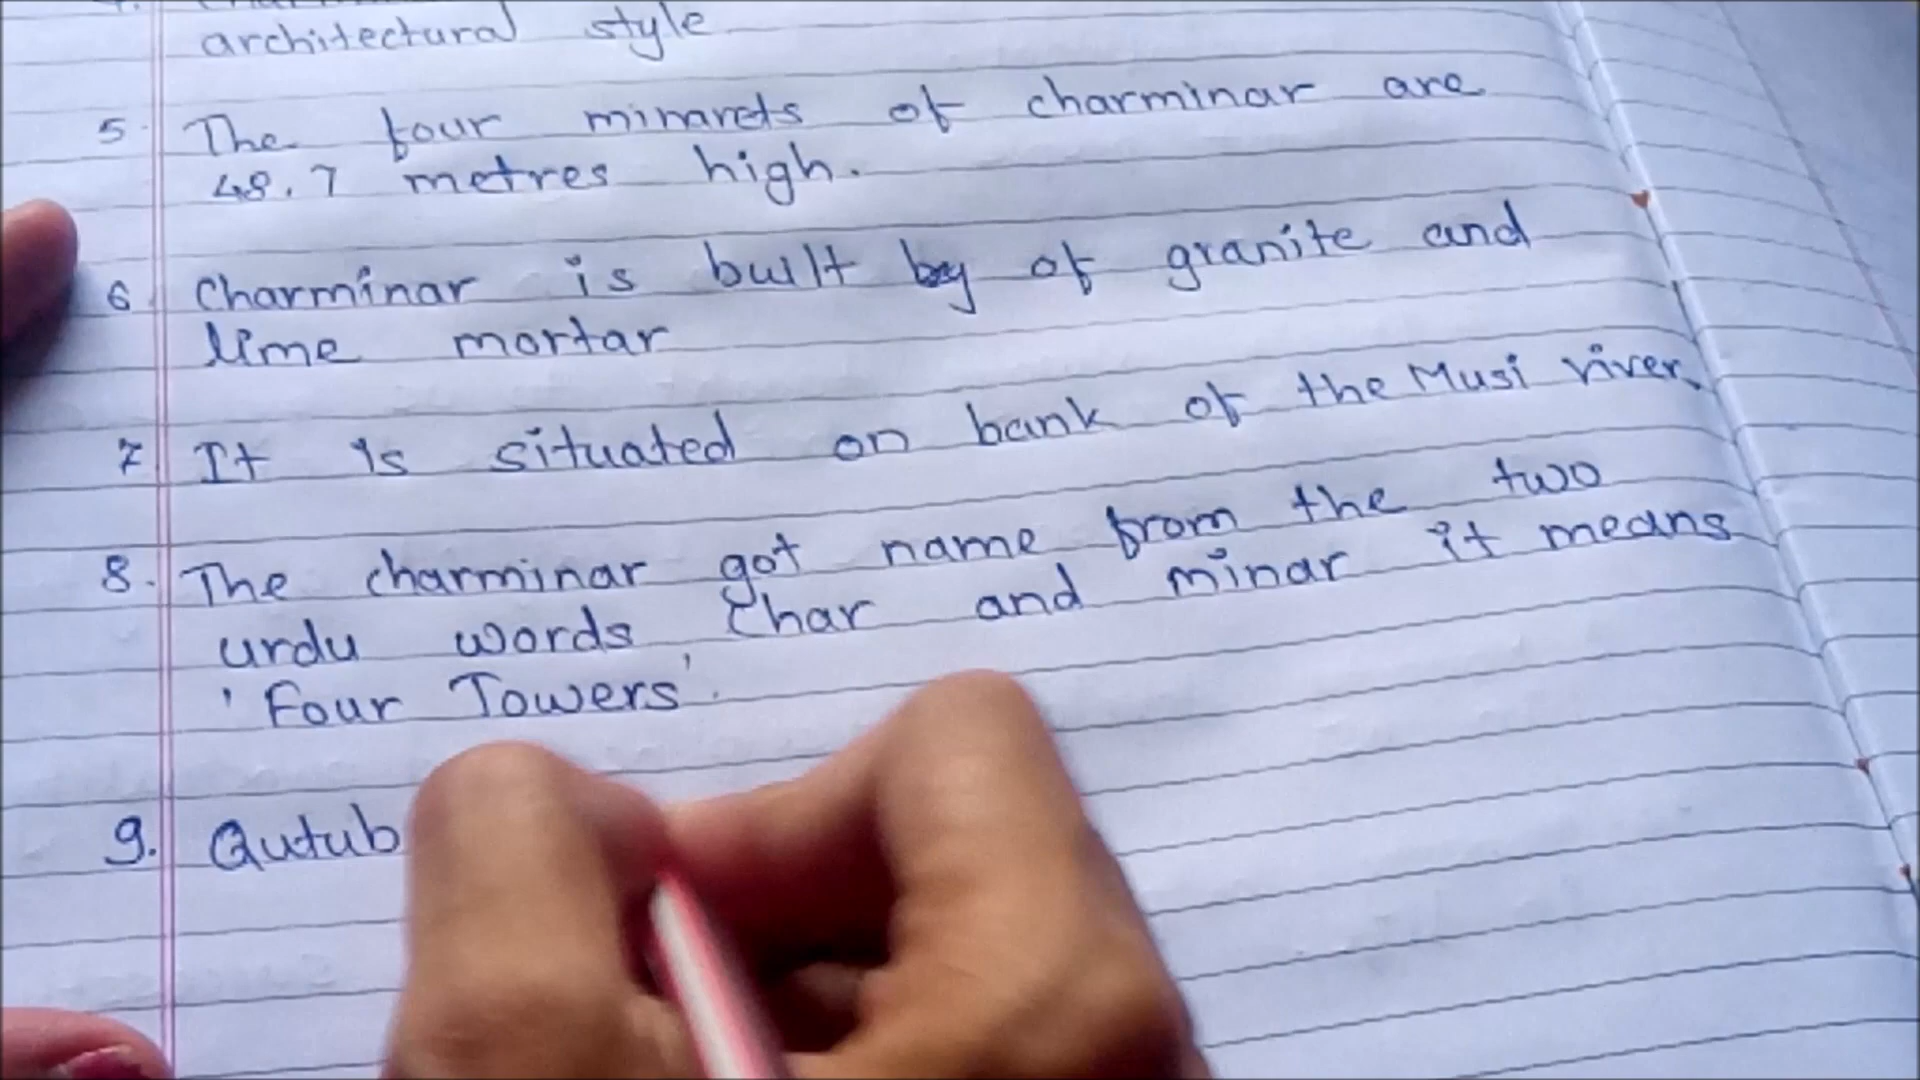 architectural style
5. The four minarets of charminar are
48.7 metres high.
6. Charminar is built by of granite and
lime mortar
7. It is situated on bank of the Musi river.
8. The charminar got name from the two
urdu words Char and minar it means
'Four Towers'.
9. Qutub